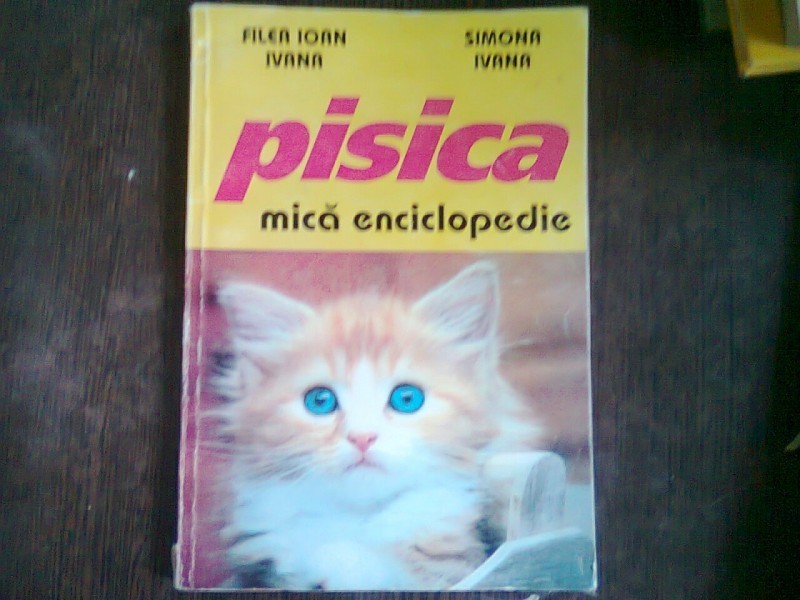 FILEA IOAN
IVANA
SIMONA
IVANA
pisica
mică enciclopedie